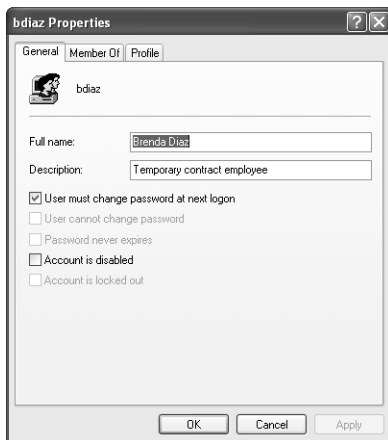 bdiaz Properties
General Member Of Profile
bdiaz
Full name: Brenda Diaz
Description: Temporary contract employee
User must change password at next logon
User cannot change password
Password never expires
Account is disabled
Account is locked out
OK Cancel Apply